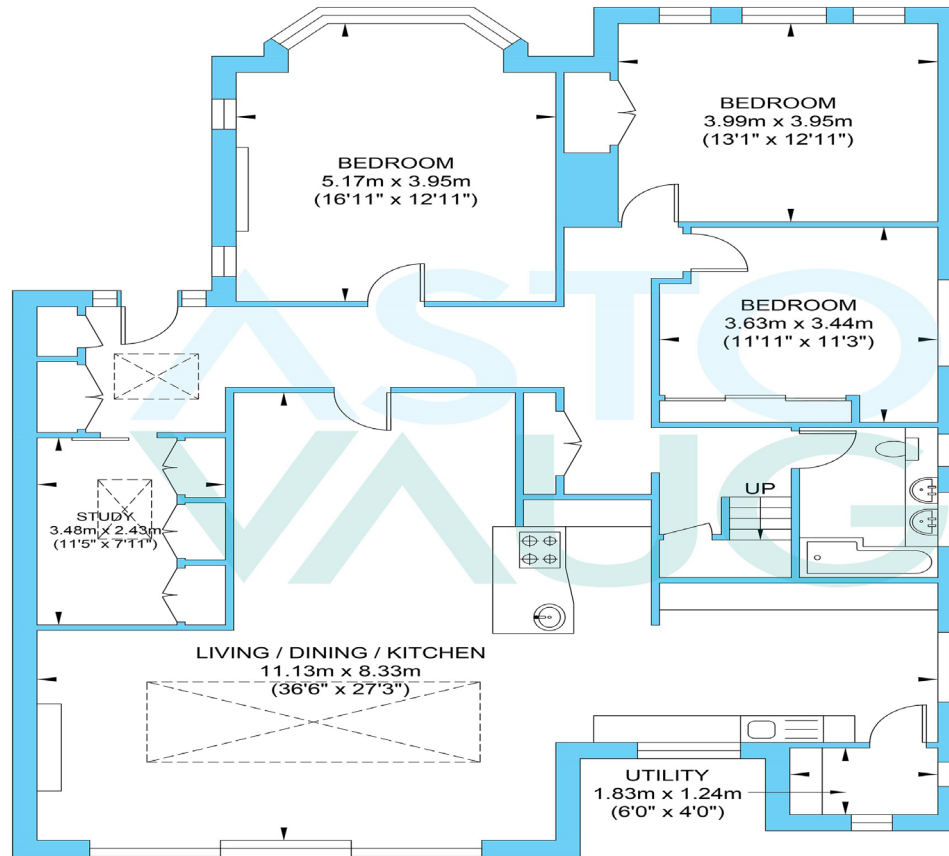 BEDROOM
3.99m x 3.95m
(13'1" x 12'11")
BEDROOM
5.17m x 3.95m
(16'11" x 12'11")
BEDROOM
3.63m x 3.44m
(11'11" x 11'3")
ASTO
VAUG
UP
STUDY
3.48m x 2.43m
(11'5" x 7'11")
LIVING / DINING / KITCHEN
11.13m x 8.33m
(36'6" x 27'3")
UTILITY
1.83m x 1.24m
(6'0" x 4'0")